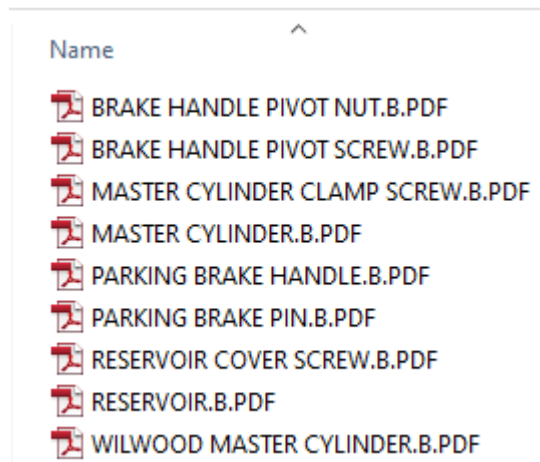 Name
BRAKE HANDLE PIVOT NUT.B.PDF
BRAKE HANDLE PIVOT SCREW.B.PDF
MASTER CYLINDER CLAMP SCREW.B.PDF
MASTER CYLINDER.B.PDF
PARKING BRAKE HANDLE.B.PDF
PARKING BRAKE PIN.B.PDF
RESERVOIR COVER SCREW.B.PDF
RESERVOIR.B.PDF
WILWOOD MASTER CYLINDER.B.PDF